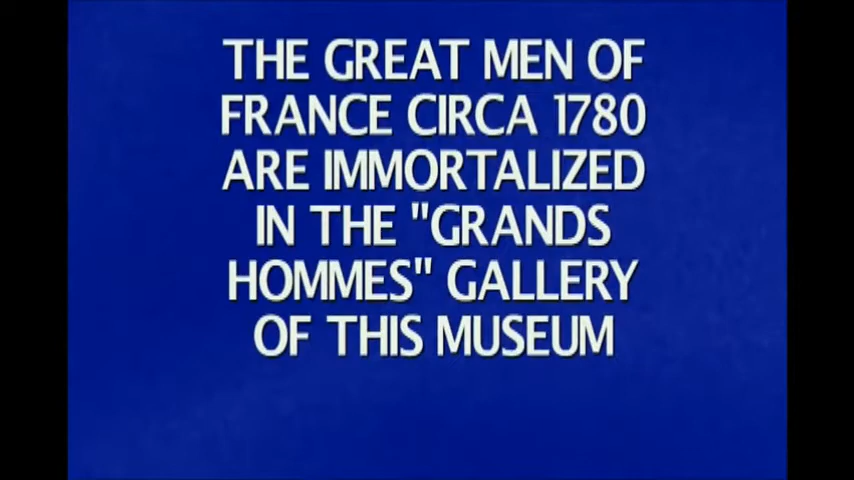 THE GREAT MEN OF
FRANCE CIRCA 1780
ARE IMMORTALIZED
IN THE "GRANDS
HOMMES" GALLERY
OF THIS MUSEUM